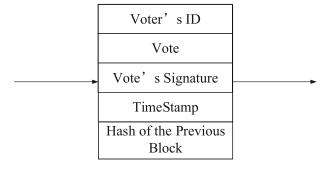 Voter’s ID
Vote
Vote’s Signature
TimeStamp
Hash of the Previous
Block